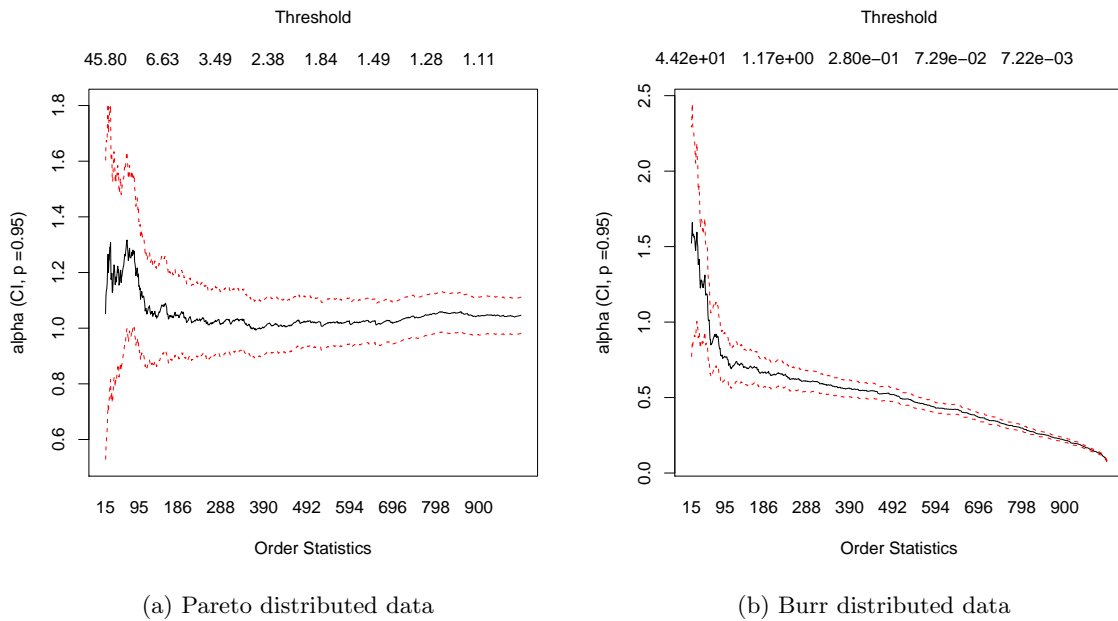 Threshold
45.80 6.63 3.49 2.38 1.84 1.49 1.28 1.11
1.8
1.6
1.4
1.2
1.0
0.8
0.6
alpha (CI, p =0.95)
15 95 186 288 390 492 594 696 798 900
Order Statistics
(a) Pareto distributed data
Threshold
4.42e+01 1.17e+00 2.80e−01 7.29e−02 7.22e−03
2.5
2.0
1.5
1.0
0.5
0.0
alpha (CI, p =0.95)
15 95 186 288 390 492 594 696 798 900
Order Statistics
(b) Burr distributed data